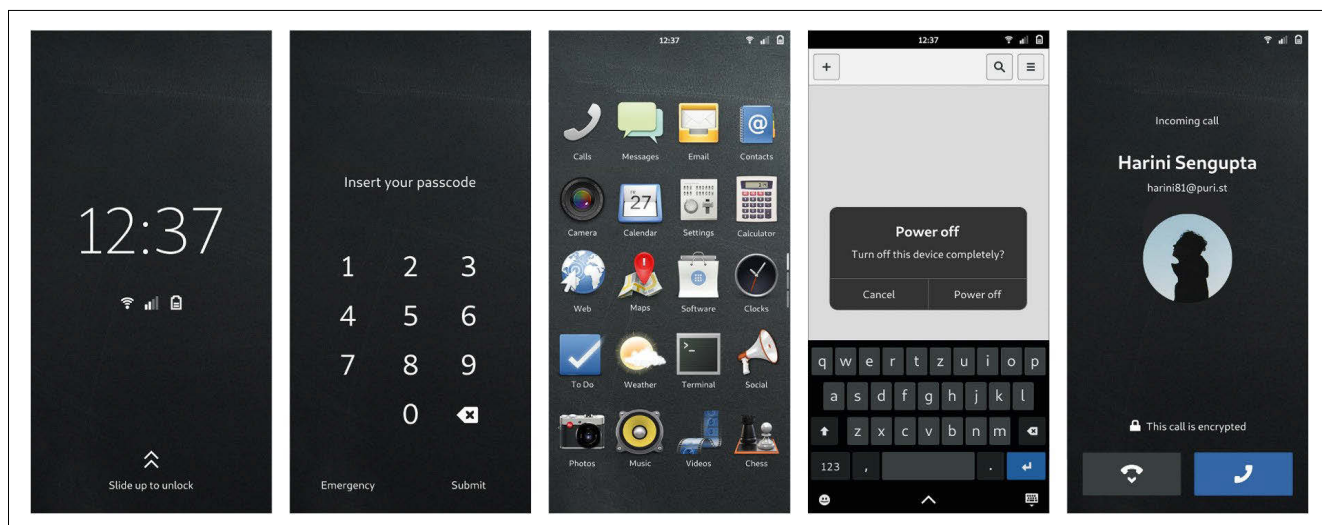 12:37
Slide up to unlock
Insert your passcode
1 2 3
4 5 6
7 8 9
0
Emergency Submit
12:37
Calls Messages Email Contacts
27
Camera Calendar Settings Calculator
Web Maps Software Clocks
To Do Weather Terminal Social
Photos Music Videos Chess
12:37
Power off
Turn off this device completely?
Cancel Power off
q w e r t z u i o p
a s d f g h j k l
z x c v b n m
123 , .
Incoming call
Harini Sengupta
harini81@puri.st
This call is encrypted